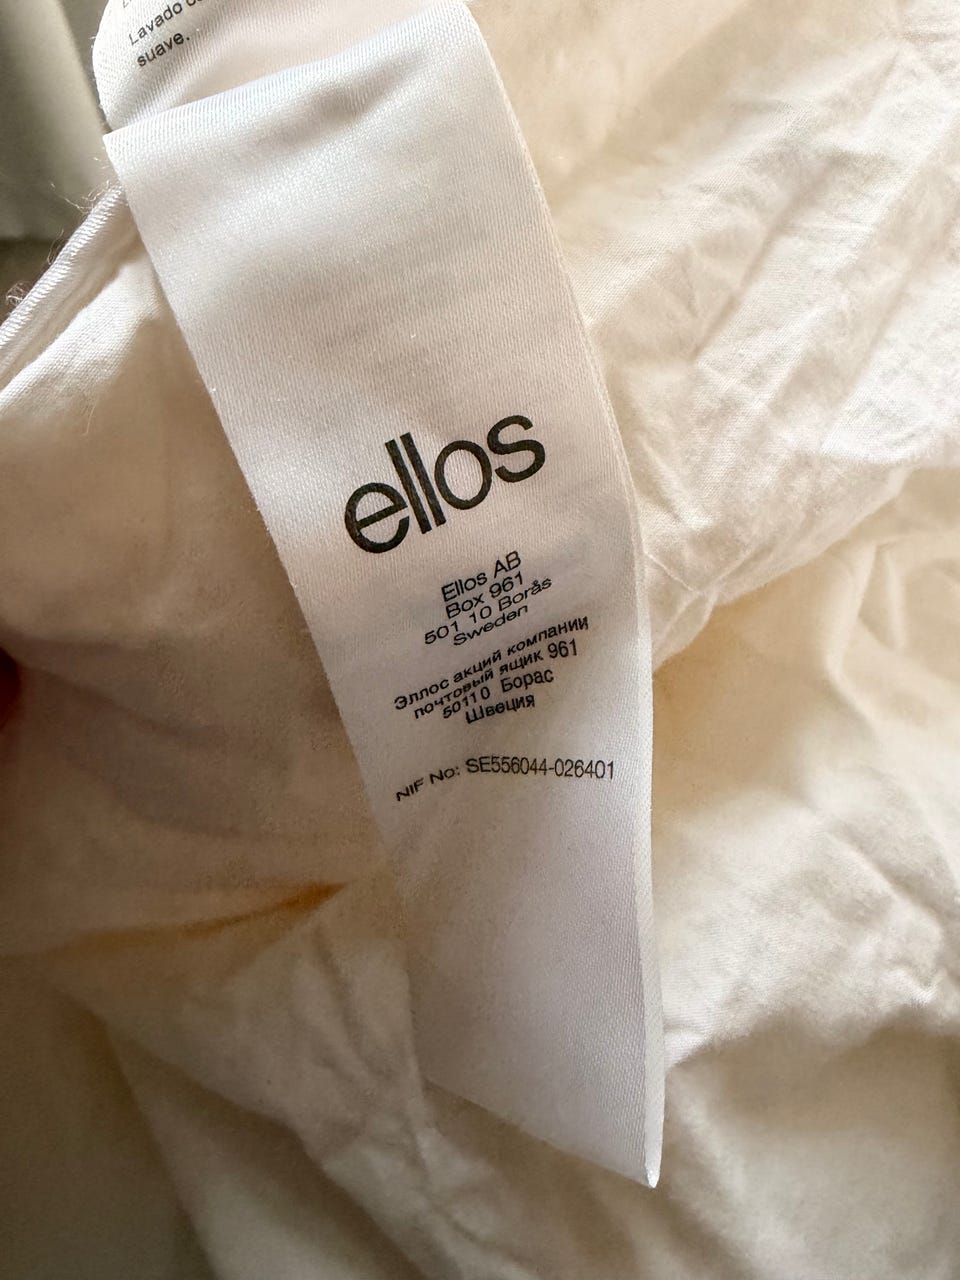 Lavado
suave.
ellos
Ellos AB
Box 961
501 10 Borås
Sweden
Эллос акций компании
почтовый ящик 961
50110 Борас
Швеция
NIF No: SE556044-026401